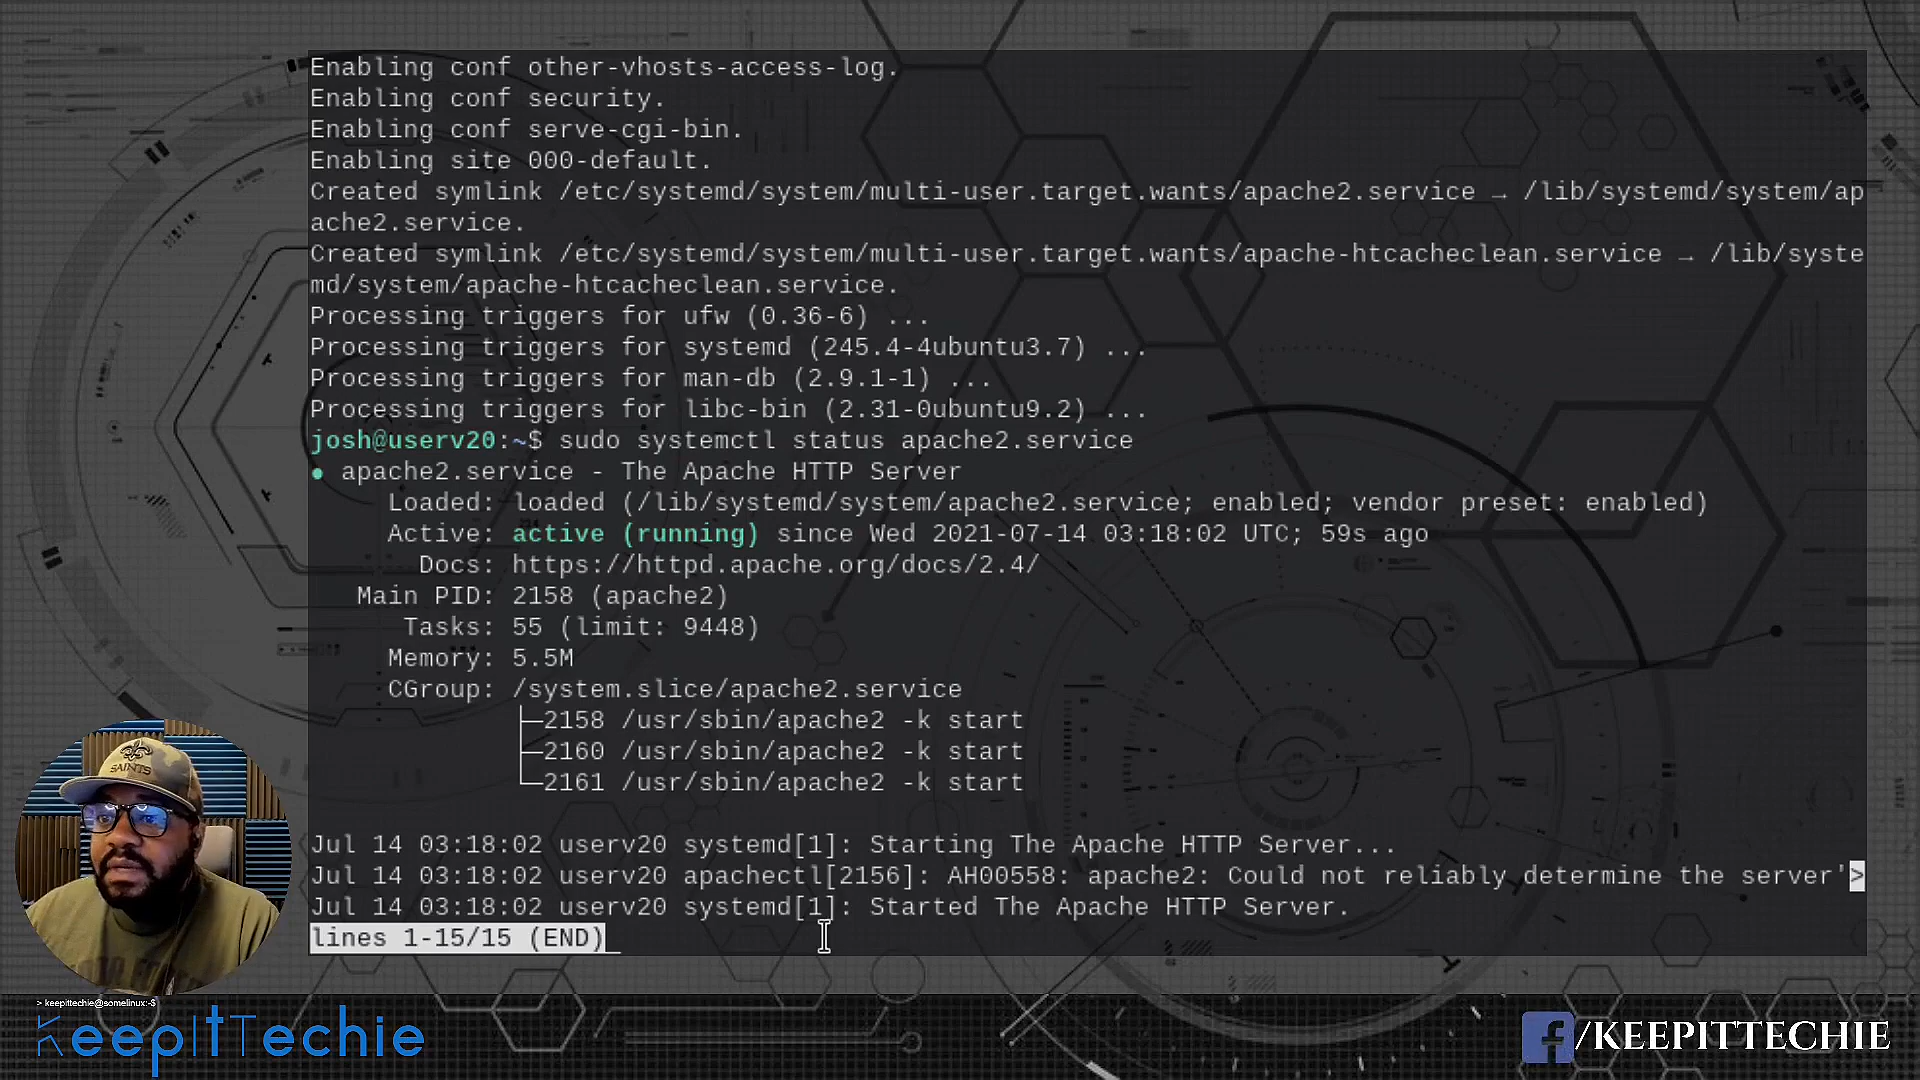 Enabling conf other-vhosts-access-log.
Enabling conf security.
Enabling conf serve-cgi-bin.
Enabling site 000-default.
Created symlink /etc/systemd/system/multi-user.target.wants/apache2.service → /lib/systemd/system/ap
ache2.service.
Created symlink /etc/systemd/system/multi-user.target.wants/apache-htcacheclean.service → /lib/syste
md/system/apache-htcacheclean.service.
Processing triggers for ufw (0.36-6) ...
Processing triggers for systemd (245.4-4ubuntu3.7) ...
Processing triggers for man-db (2.9.1-1) ...
Processing triggers for libc-bin (2.31-0ubuntu9.2) ...
josh@userv20:~$ sudo systemctl status apache2.service
● apache2.service - The Apache HTTP Server
Loaded: loaded (/lib/systemd/system/apache2.service; enabled; vendor preset: enabled)
Active: active (running) since Wed 2021-07-14 03:18:02 UTC; 59s ago
Docs: https://httpd.apache.org/docs/2.4/
Main PID: 2158 (apache2)
Tasks: 55 (limit: 9448)
Memory: 5.5M
CGroup: /system.slice/apache2.service
├─2158 /usr/sbin/apache2 -k start
├─2160 /usr/sbin/apache2 -k start
└─2161 /usr/sbin/apache2 -k start
Jul 14 03:18:02 userv20 systemd[1]: Starting The Apache HTTP Server...
Jul 14 03:18:02 userv20 apachectl[2156]: AH00558: apache2: Could not reliably determine the server'>
Jul 14 03:18:02 userv20 systemd[1]: Started The Apache HTTP Server.
lines 1-15/15 (END)
SAINTS
> keepittechie@somelinux:~$
KeepItTechie
f/KEEPITTECHIE